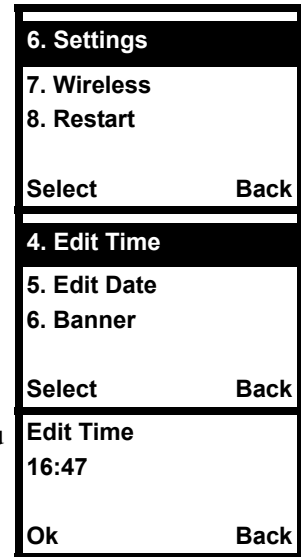 6. Settings
7. Wireless
8. Restart
Select Back
4. Edit Time
5. Edit Date
6. Banner
Select Back
Edit Time
16:47
Ok Back